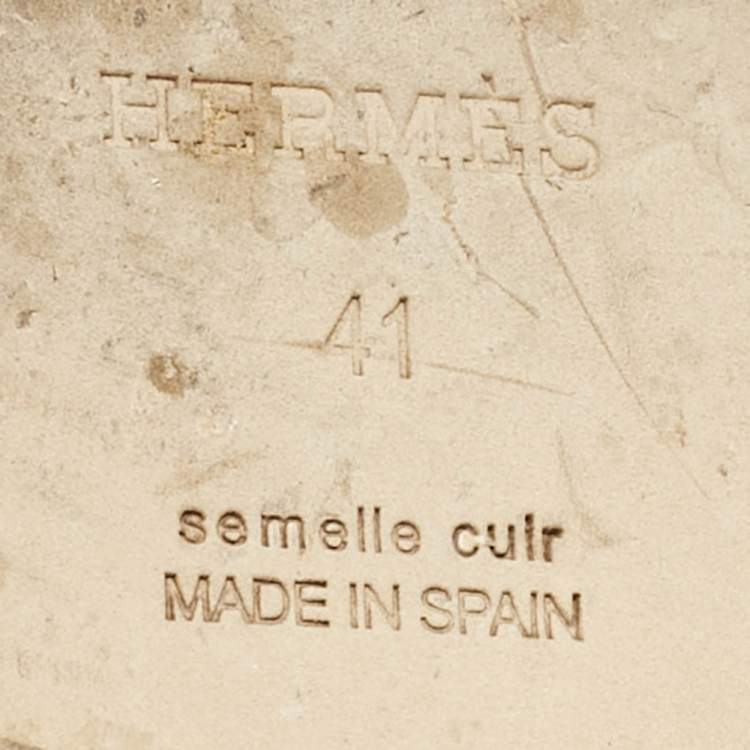 HERMÈS
41
semelle cuir
MADE IN SPAIN